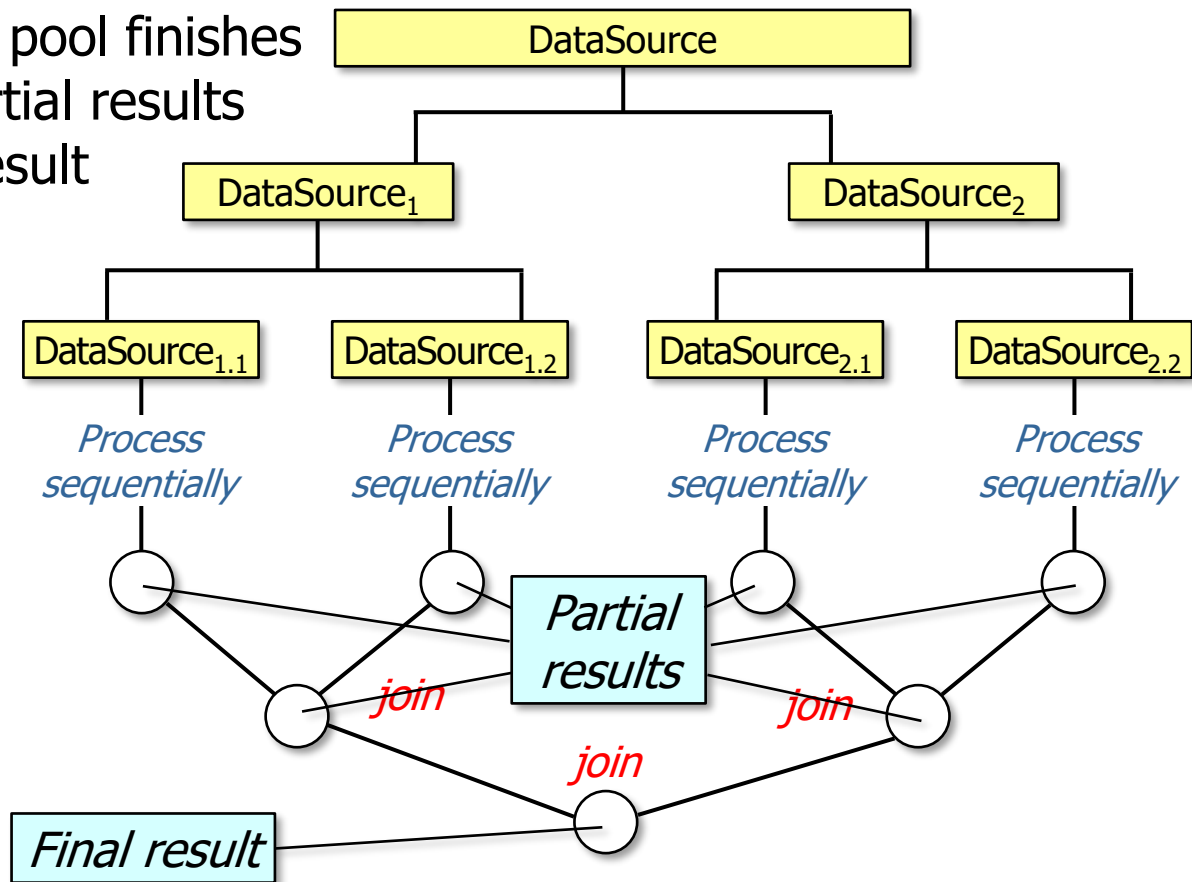 pool finishes
rtial results
esult
DataSource
DataSource₁
DataSource₂
DataSource₁.₁
DataSource₁.₂
DataSource₂.₁
DataSource₂.₂
Process
sequentially
Process
sequentially
Process
sequentially
Process
sequentially
Partial
results
join
join
join
Final result